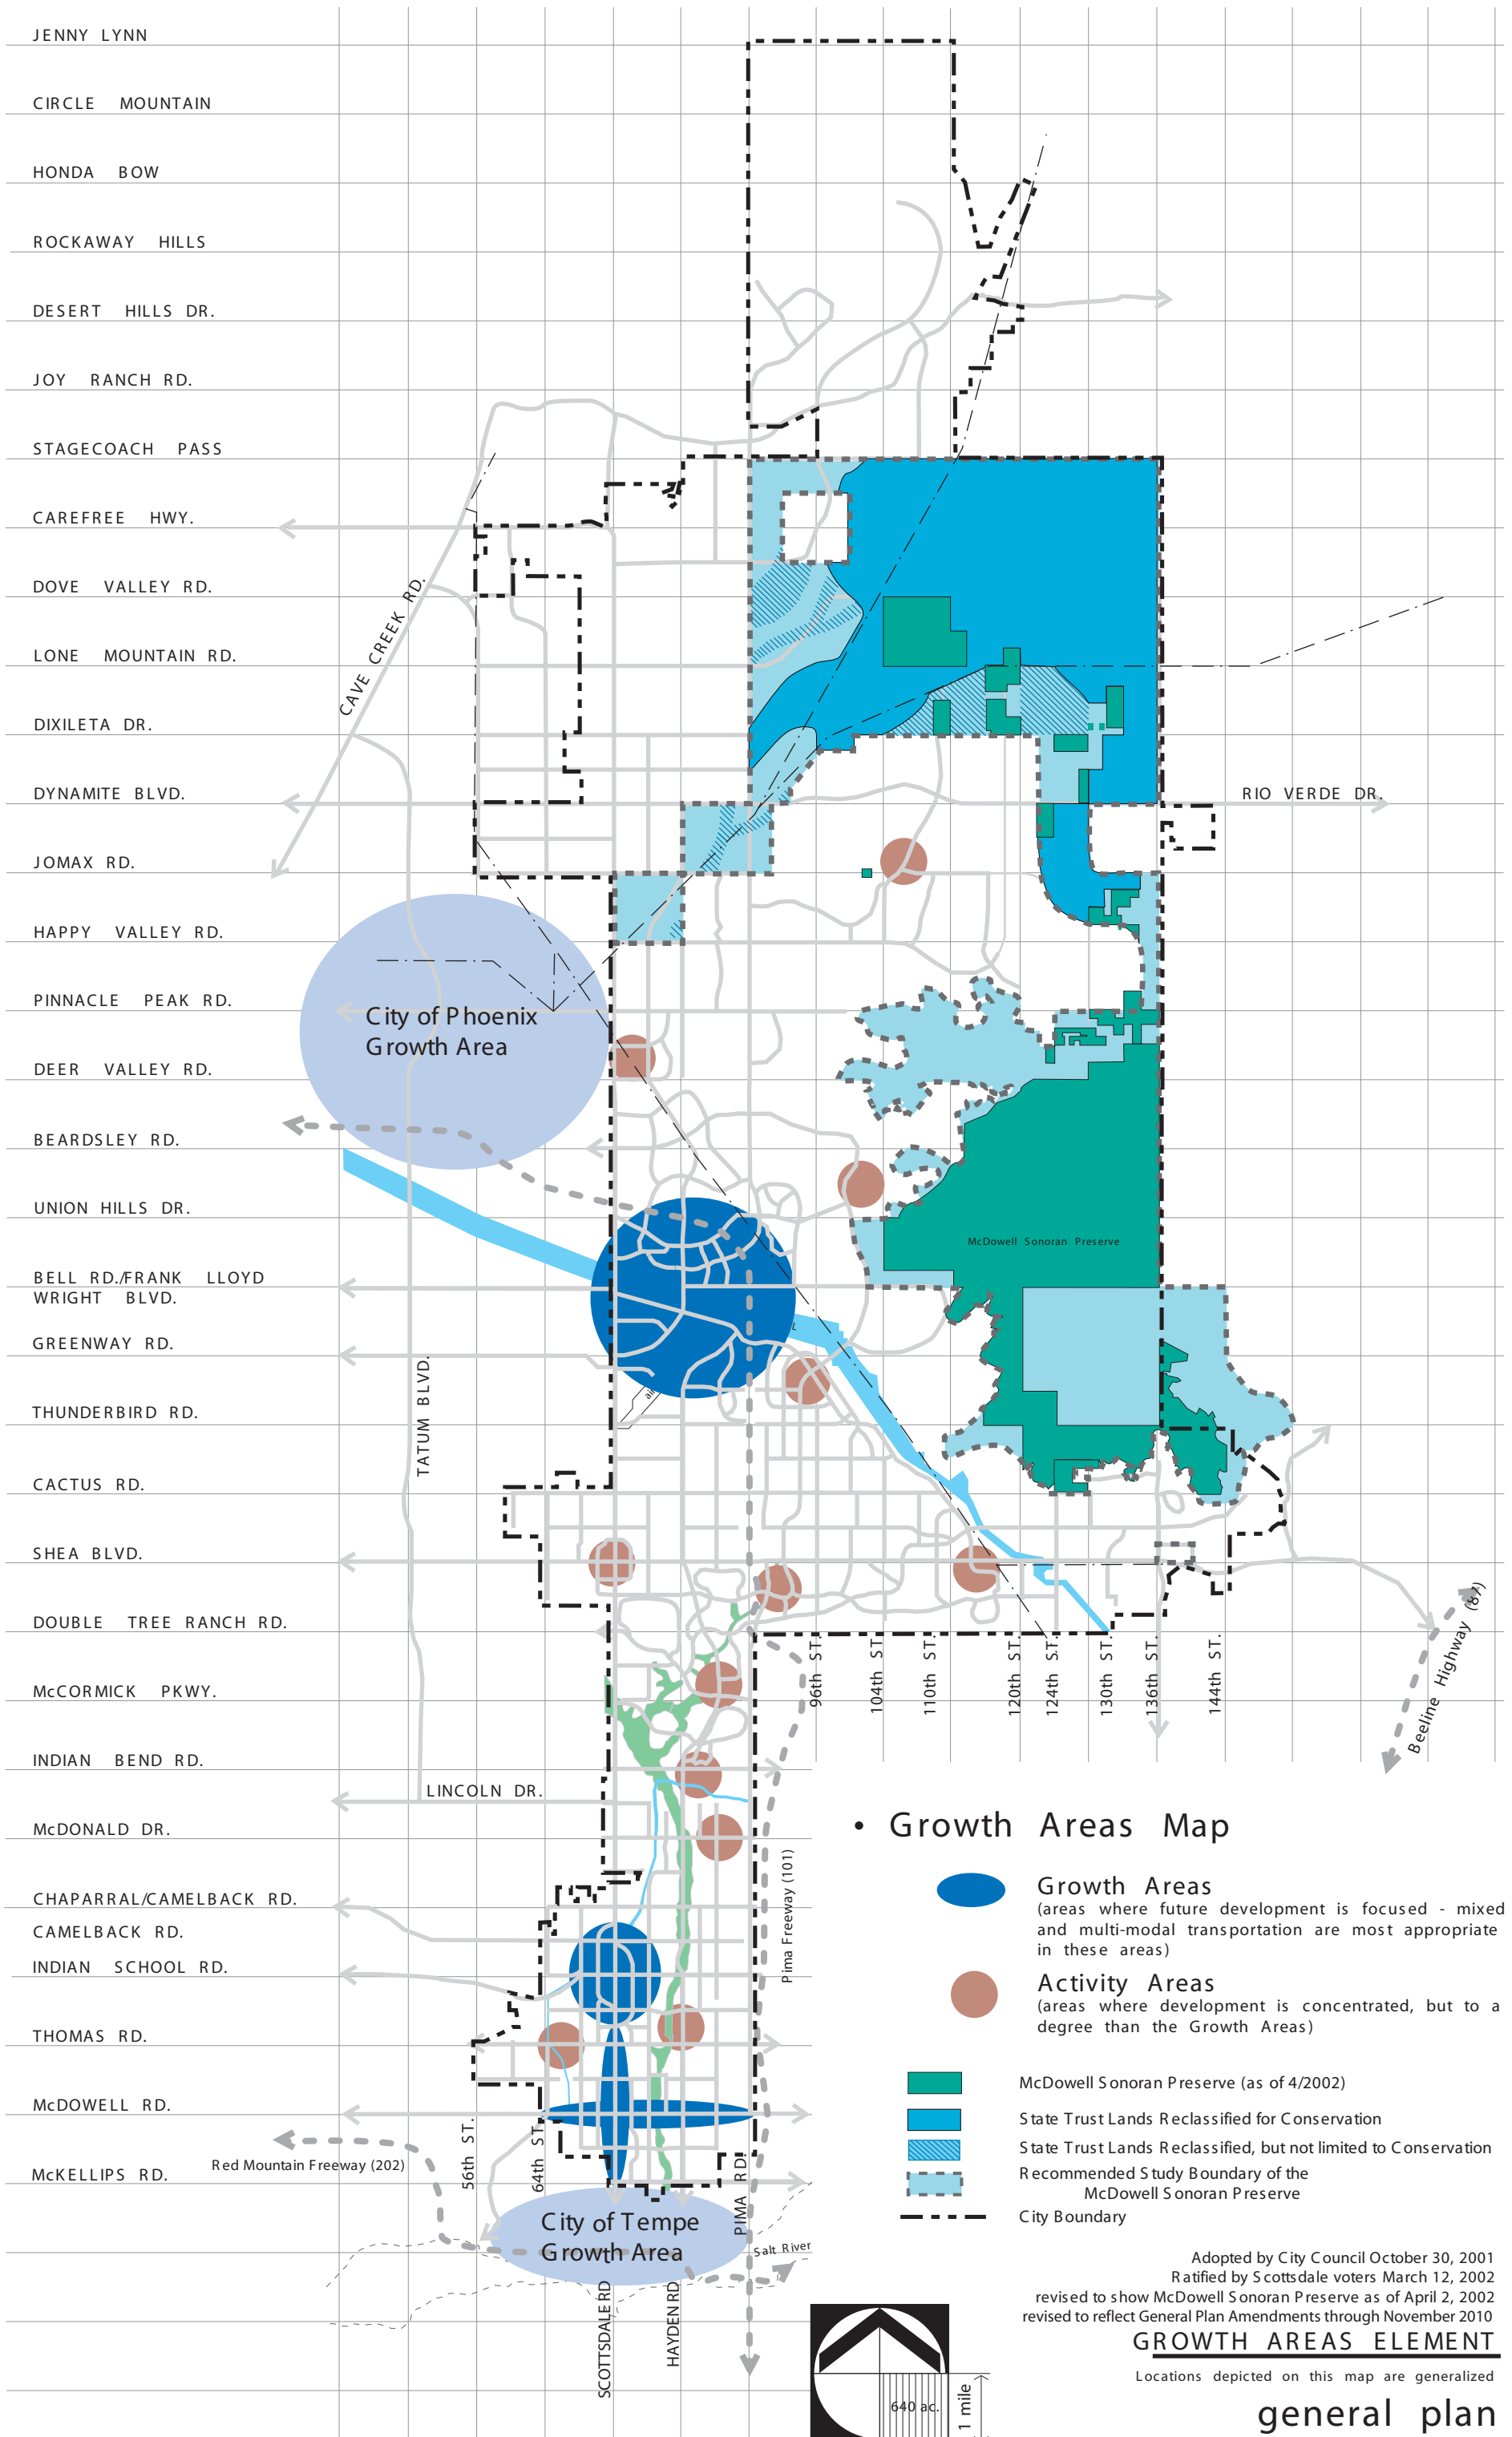 JENNY LYNN
CIRCLE MOUNTAIN
HONDA BOW
ROCKAWAY HILLS
DESERT HILLS DR.
JOY RANCH RD.
STAGECOACH PASS
CAREFREE HWY.
DOVE VALLEY RD.
CAVE CREEK RD.
LONE MOUNTAIN RD.
DIXILETA DR.
DYNAMITE BLVD.
RIO VERDE DR.
JOMAX RD.
HAPPY VALLEY RD.
PINNACLE PEAK RD.
City of Phoenix
Growth Area
DEER VALLEY RD.
BEARDSLEY RD.
UNION HILLS DR.
McDowell Sonoran Preserve
BELL RD./FRANK LLOYD
WRIGHT BLVD.
GREENWAY RD.
TATUM BLVD.
THUNDERBIRD RD.
CACTUS RD.
SHEA BLVD.
DOUBLE TREE RANCH RD.
96th ST.
104th ST.
110th ST.
120th ST.
124th ST.
130th ST.
136th ST.
144th ST.
Beeline Highway (87)
McCORMICK PKWY.
INDIAN BEND RD.
LINCOLN DR.
McDONALD DR.
Pima Freeway (101)
CHAPARRAL/CAMELBACK RD.
CAMELBACK RD.
INDIAN SCHOOL RD.
THOMAS RD.
McDOWELL RD.
56th ST.
64th ST.
Red Mountain Freeway (202)
McKELLIPS RD.
PIMA RD.
City of Tempe
Growth Area
Salt River
SCOTTSDALE RD
HAYDEN RD
• Growth Areas Map
Growth Areas
(areas where future development is focused - mixed
and multi-modal transportation are most appropriate
in these areas)
Activity Areas
(areas where development is concentrated, but to a
degree than the Growth Areas)
McDowell Sonoran Preserve (as of 4/2002)
State Trust Lands Reclassified for Conservation
State Trust Lands Reclassified, but not limited to Conservation
Recommended Study Boundary of the
McDowell Sonoran Preserve
City Boundary
Adopted by City Council October 30, 2001
Ratified by Scottsdale voters March 12, 2002
revised to show McDowell Sonoran Preserve as of April 2, 2002
revised to reflect General Plan Amendments through November 2010
GROWTH AREAS ELEMENT
Locations depicted on this map are generalized
640 ac.
1 mile
general plan